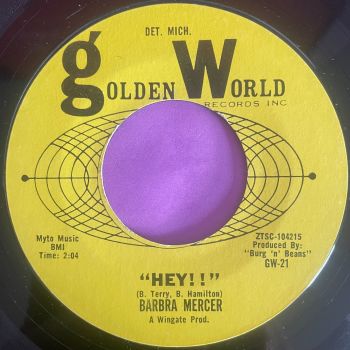 DET. MICH.
golden World
RECORDS INC
Myto Music
BMI
Time: 2:04
ZTSC-104215
Produced By:
"Burg 'n' Beans"
GW-21
"HEY!!"
(B. Terry, B. Hamilton)
BARBRA MERCER
A Wingate Prod.